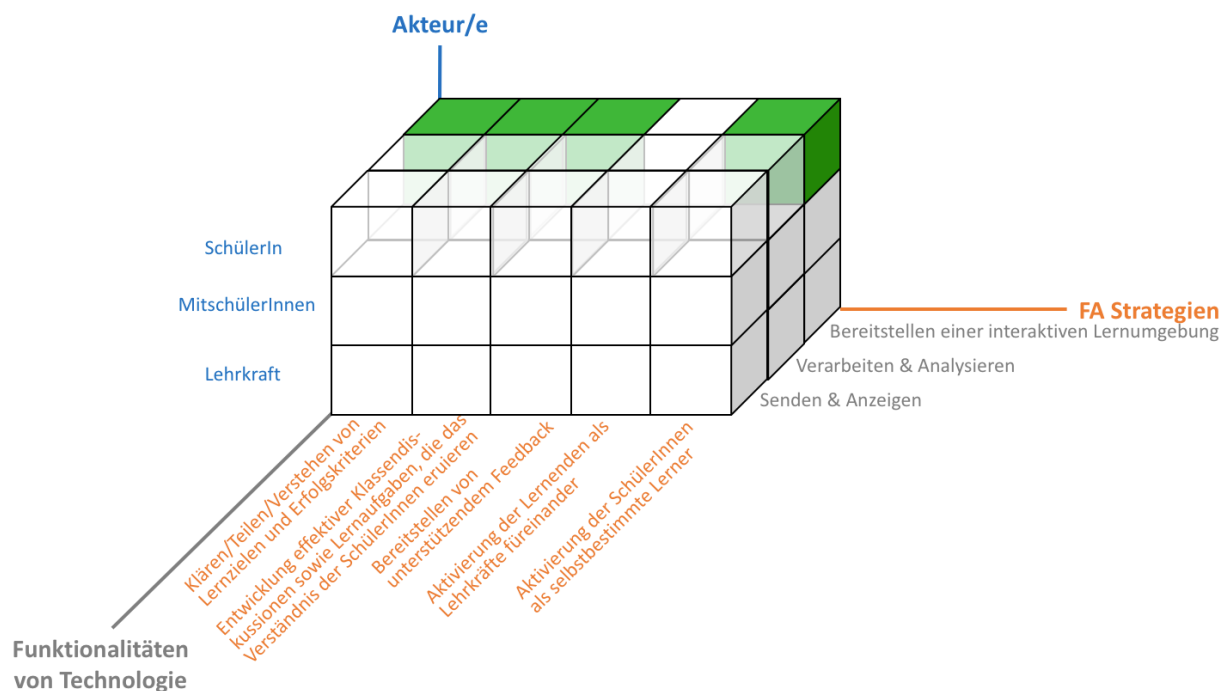 Akteur/e
SchülerIn
MitschülerInnen
Lehrkraft
FA Strategien
Bereitstellen einer interaktiven Lernumgebung
Verarbeiten & Analysieren
Senden & Anzeigen
Klären/Teilen/Verstehen von
Lernzielen und Erfolgskriterien
Entwicklung effektiver Klassendis-
kussionen sowie Lernaufgaben, die das
Verständnis der SchülerInnen eruieren
Bereitstellen von
unterstützendem Feedback
Aktivierung der Lernenden als
Lehrkräfte füreinander
Aktivierung der SchülerInnen
als selbstbestimmte Lerner
Funktionalitäten
von Technologie